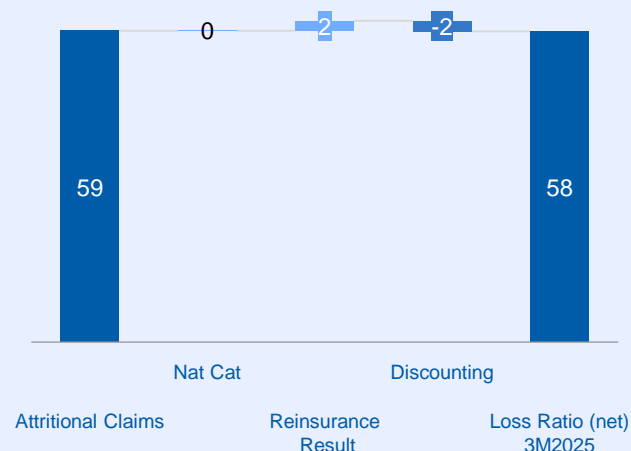 0
2
-2
59
58
Nat Cat
Discounting
Attritional Claims
Reinsurance
Result
Loss Ratio (net)
3M2025